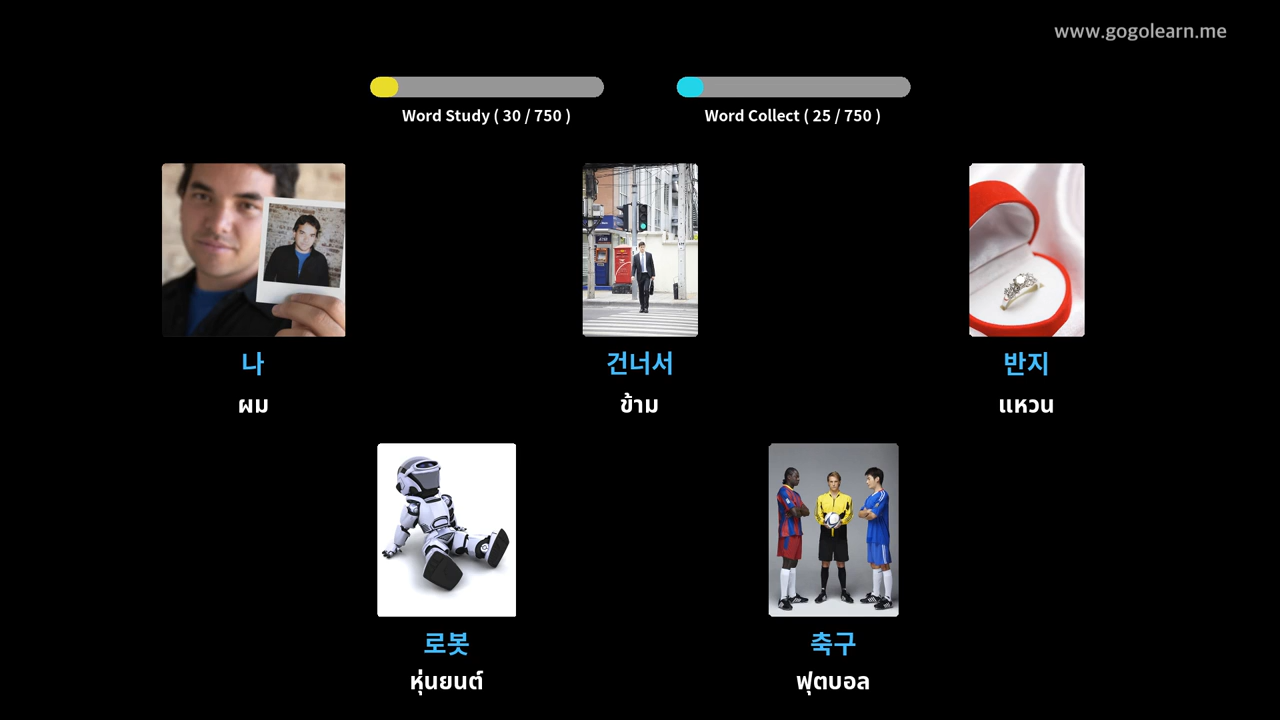 www.gogolearn.me
Word Study ( 30 / 750 )
Word Collect ( 25 / 750 )
나
ผม
건너서
ข้าม
반지
แหวน
로봇
หุ่นยนต์
축구
ฟุตบอล